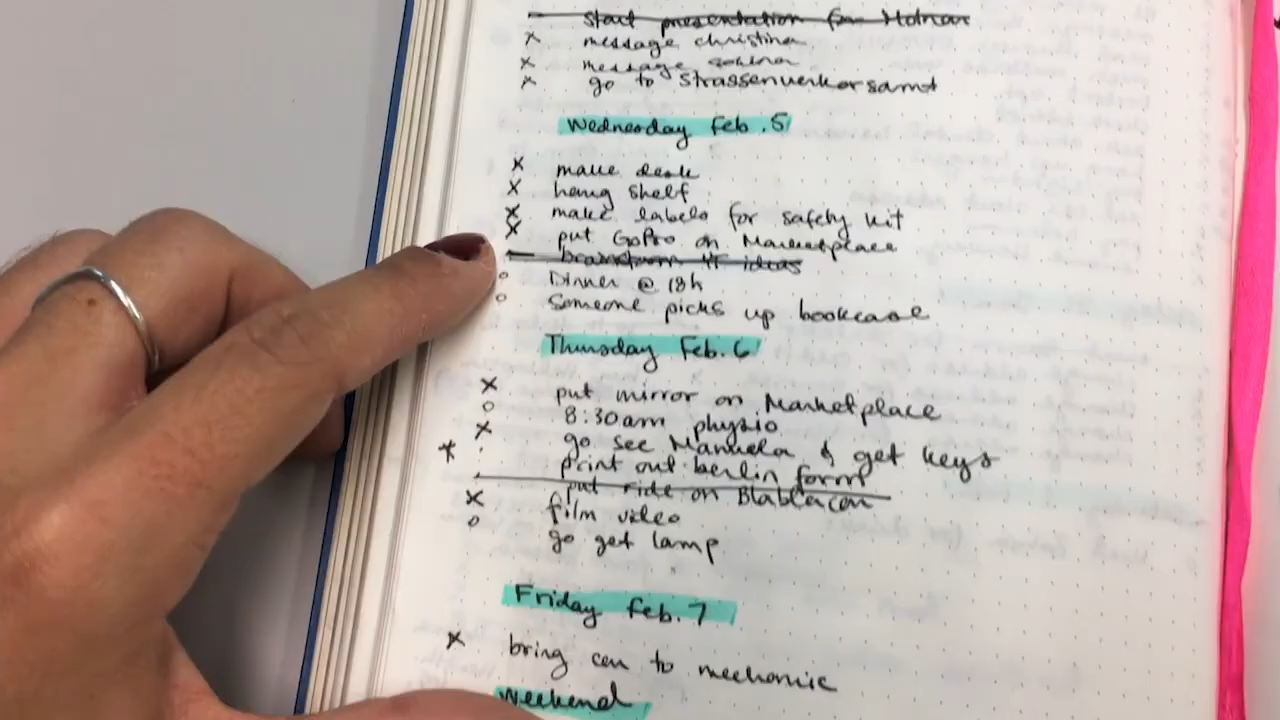 start presentation for Molnar
x message christina
x message
x go to Strassenverkersamt
Wednesday Feb. 5
x make desk
x hang shelf
x make labels for safety kit
x put GoPro on Marketplace
– brainstorm ideas
o Dinner @ 18h
o Someone picks up bookcase
Thursday Feb. 6
x put mirror on Marketplace
o 8:30am physio
x go see Manuela & get keys
* · print out berlin form
put ride on Blablacar
x film video
o go get lamp
Friday Feb. 7
x bring car to mechanic
Weekend